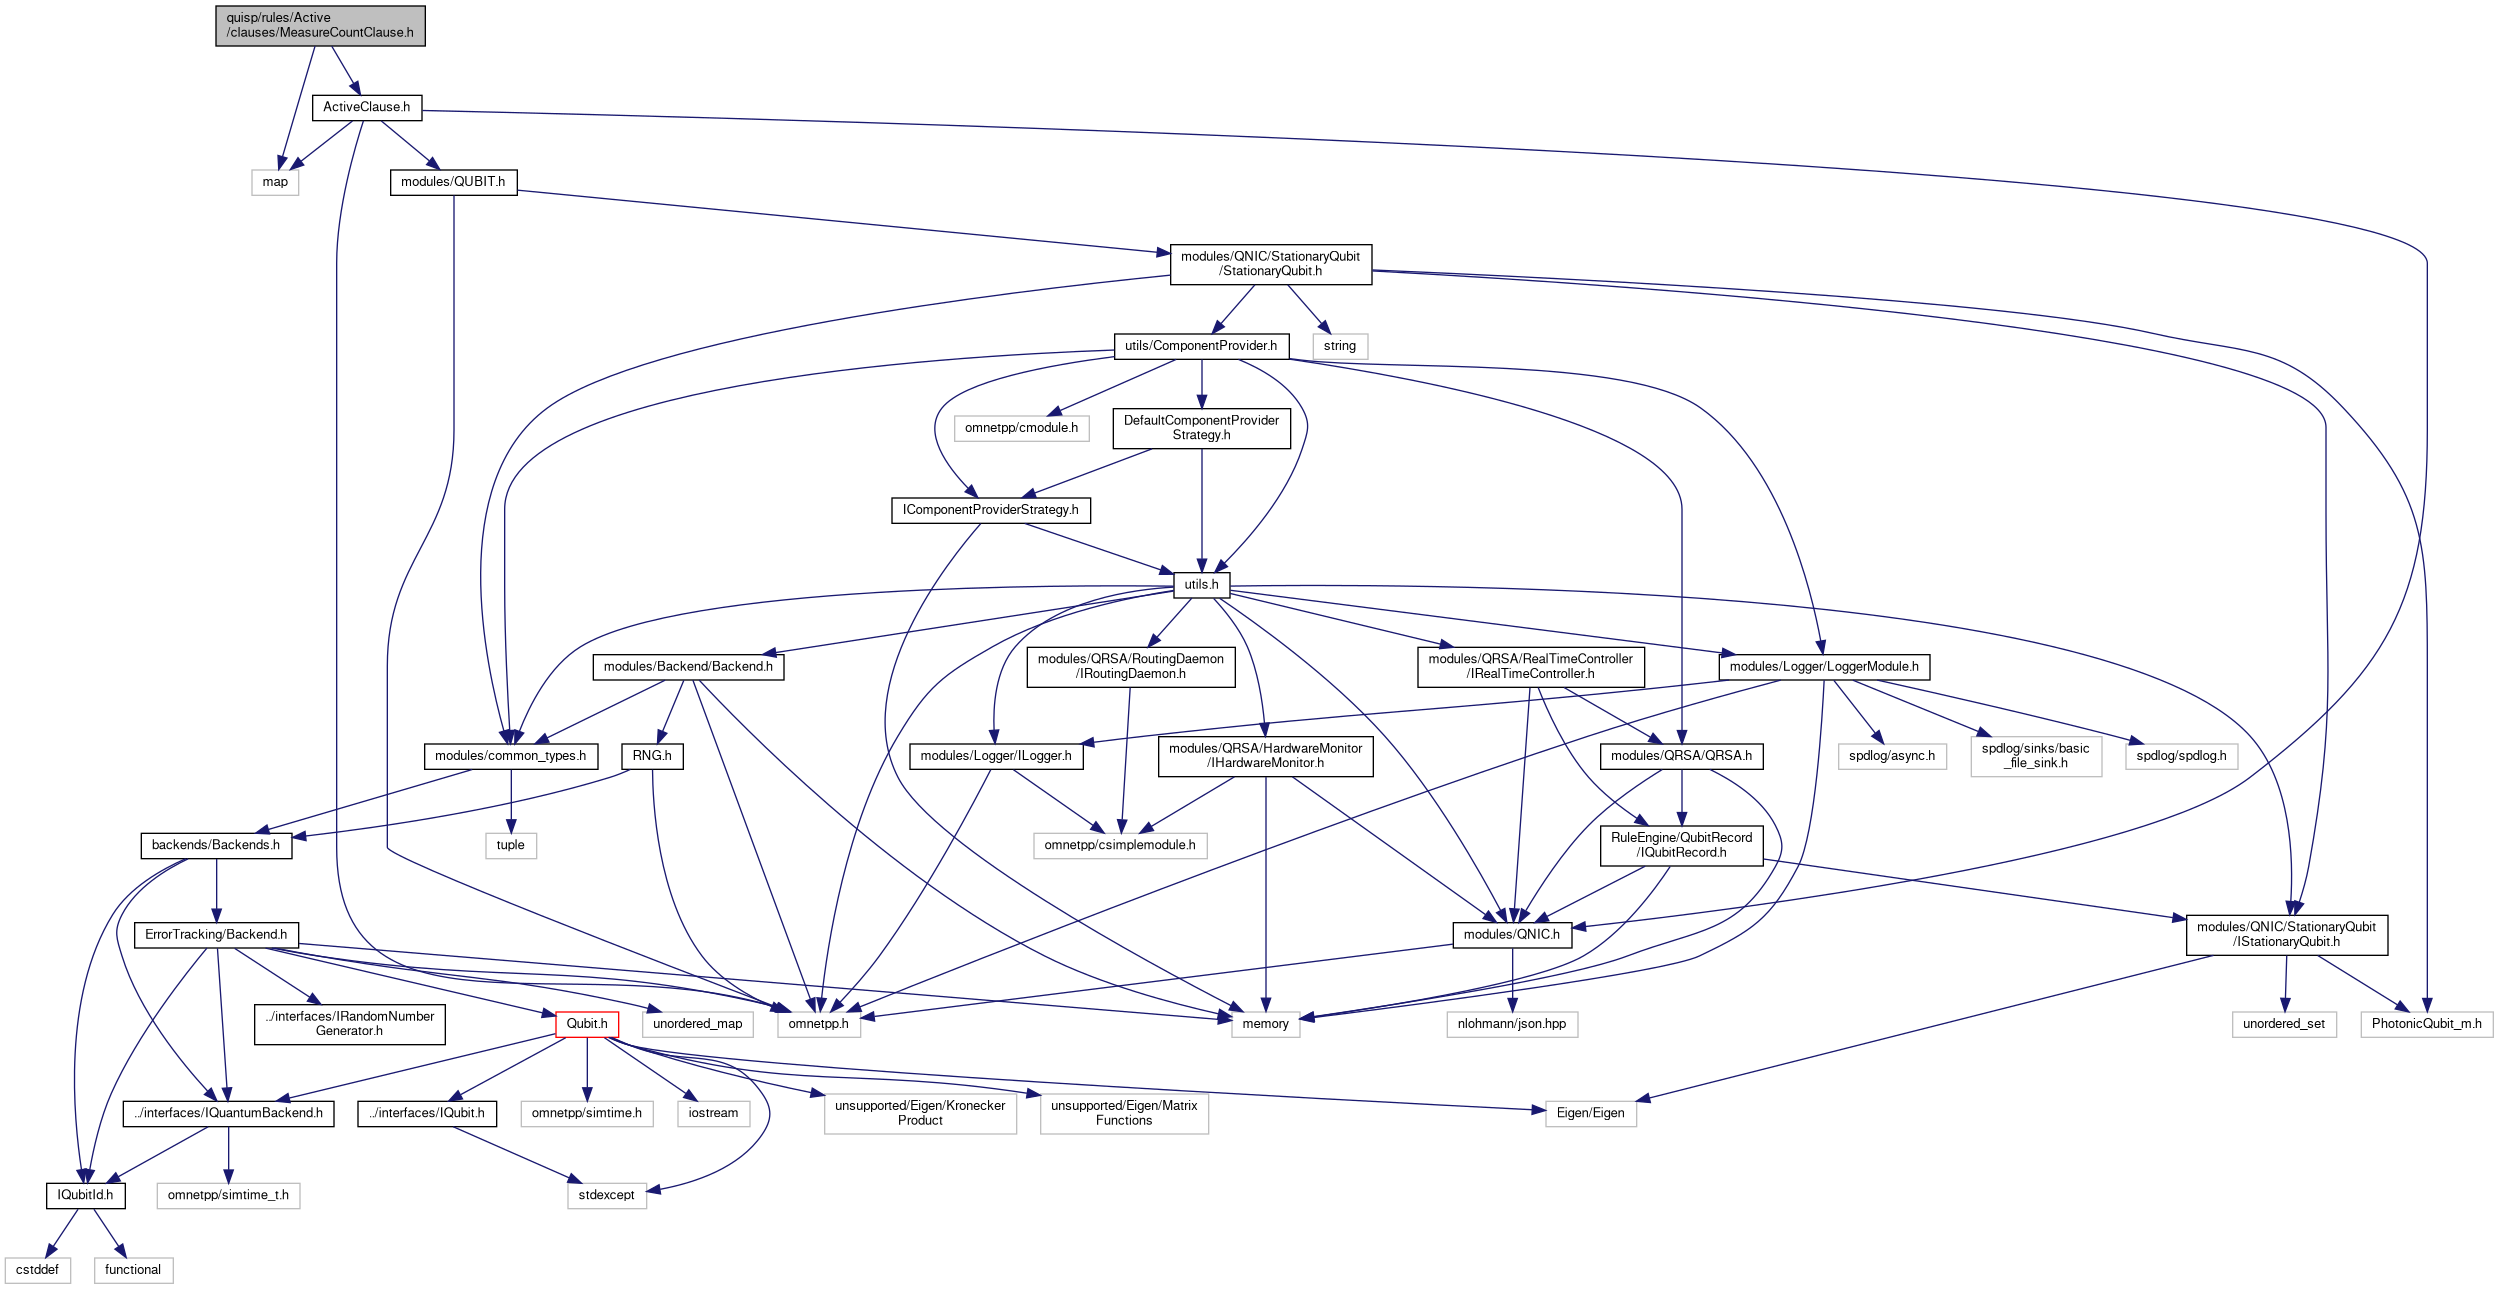 quisp/rules/Active
/clauses/MeasureCountClause.h
ActiveClause.h
map
modules/QUBIT.h
modules/QNIC/StationaryQubit
/StationaryQubit.h
utils/ComponentProvider.h
string
omnetpp/cmodule.h
DefaultComponentProvider
Strategy.h
IComponentProviderStrategy.h
utils.h
modules/Backend/Backend.h
modules/QRSA/RoutingDaemon
/IRoutingDaemon.h
modules/QRSA/RealTimeController
/IRealTimeController.h
modules/Logger/LoggerModule.h
modules/common_types.h
RNG.h
modules/Logger/ILogger.h
modules/QRSA/HardwareMonitor
/IHardwareMonitor.h
modules/QRSA/QRSA.h
spdlog/async.h
spdlog/sinks/basic
_file_sink.h
spdlog/spdlog.h
backends/Backends.h
tuple
omnetpp/csimplemodule.h
RuleEngine/QubitRecord
/IQubitRecord.h
ErrorTracking/Backend.h
modules/QNIC.h
modules/QNIC/StationaryQubit
/IStationaryQubit.h
../interfaces/IRandomNumber
Generator.h
Qubit.h
unordered_map
omnetpp.h
memory
nlohmann/json.hpp
unordered_set
PhotonicQubit_m.h
../interfaces/IQuantumBackend.h
../interfaces/IQubit.h
omnetpp/simtime.h
iostream
unsupported/Eigen/Kronecker
Product
unsupported/Eigen/Matrix
Functions
Eigen/Eigen
IQubitId.h
omnetpp/simtime_t.h
stdexcept
cstddef
functional